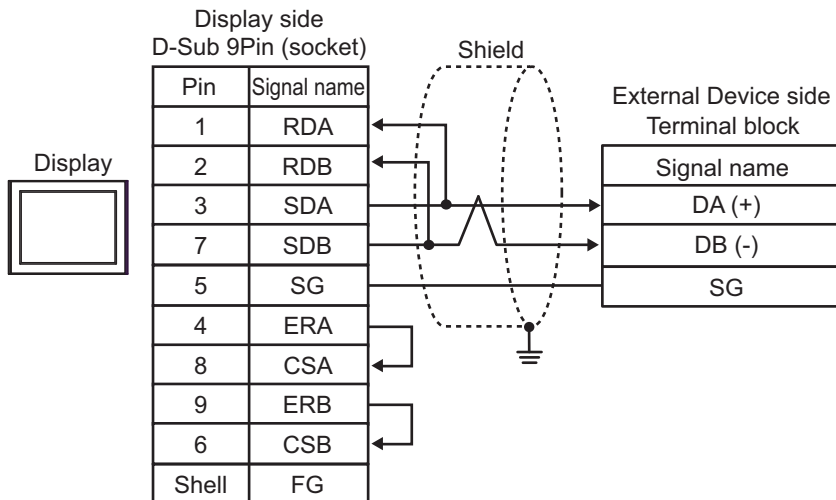 Display side
D-Sub 9Pin (socket)
Shield
External Device side
Terminal block
Display
Pin Signal name
1 RDA
2 RDB
3 SDA
7 SDB
5 SG
4 ERA
8 CSA
9 ERB
6 CSB
Shell FG
Signal name
DA (+)
DB (-)
SG